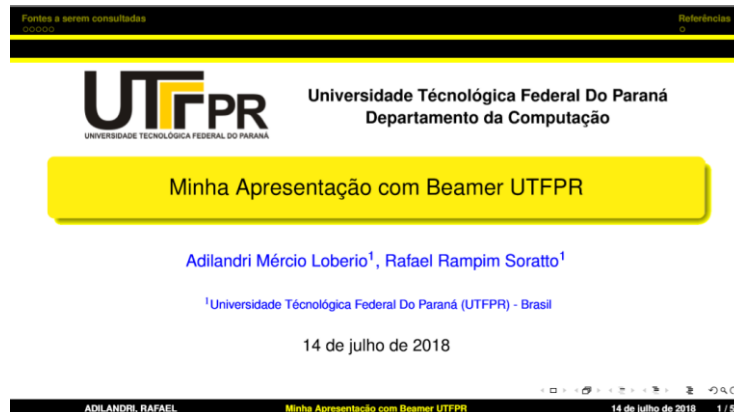 Fontes a serem consultadas
Referências
UTFPR
UNIVERSIDADE TECNOLÓGICA FEDERAL DO PARANÁ
Universidade Técnológica Federal Do Paraná
Departamento da Computação
Minha Apresentação com Beamer UTFPR
Adilandri Mércio Loberio¹, Rafael Rampim Soratto¹
¹Universidade Técnológica Federal Do Paraná (UTFPR) - Brasil
14 de julho de 2018
ADILANDRI, RAFAEL
Minha Apresentação com Beamer UTFPR
14 de julho de 2018
1 / 5